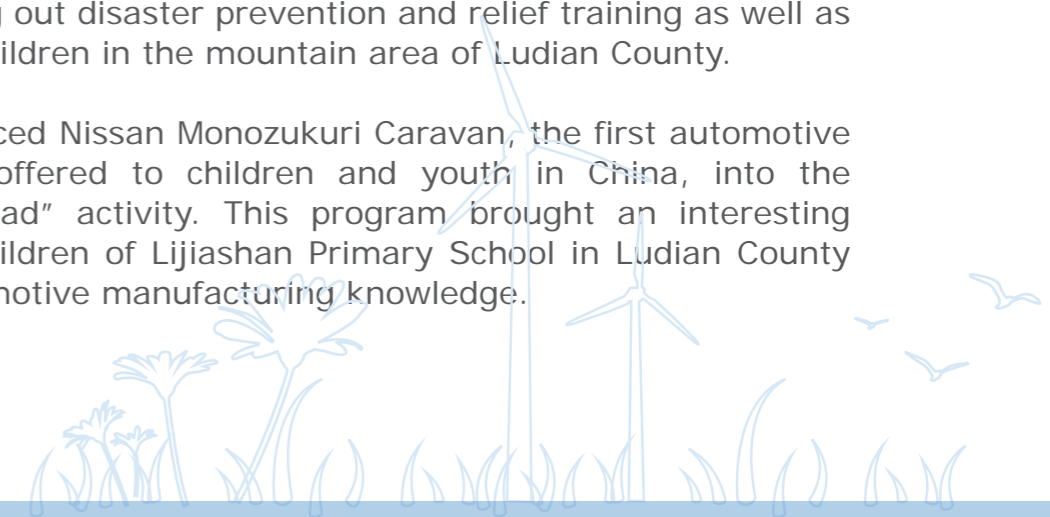 g out disaster prevention and relief training as well as
ildren in the mountain area of Ludian County.
ced Nissan Monozukuri Caravan, the first automotive
offered to children and youth in China, into the
ad” activity. This program brought an interesting
ildren of Lijiashan Primary School in Ludian County
motive manufacturing knowledge.